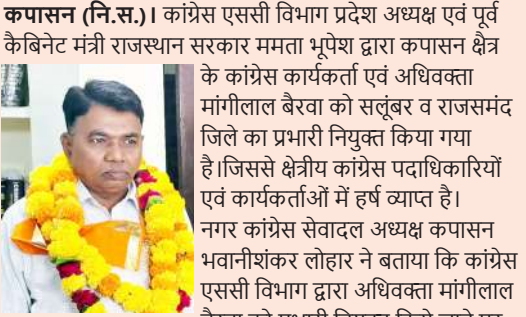 कपासन (नि.स.)। कांग्रेस एससी विभाग प्रदेश अध्यक्ष एवं पूर्व
कैबिनेट मंत्री राजस्थान सरकार ममता भूपेश द्वारा कपासन क्षैत्र
के कांग्रेस कार्यकर्ता एवं अधिवक्ता
मांगीलाल बैरवा को सलूंबर व राजसमंद
जिले का प्रभारी नियुक्त किया गया
है।जिससे क्षेत्रीय कांग्रेस पदाधिकारियों
एवं कार्यकर्ताओं में हर्ष व्याप्त है।
नगर कांग्रेस सेवादल अध्यक्ष कपासन
भवानीशंकर लोहार ने बताया कि कांग्रेस
एससी विभाग द्वारा अधिवक्ता मांगीलाल